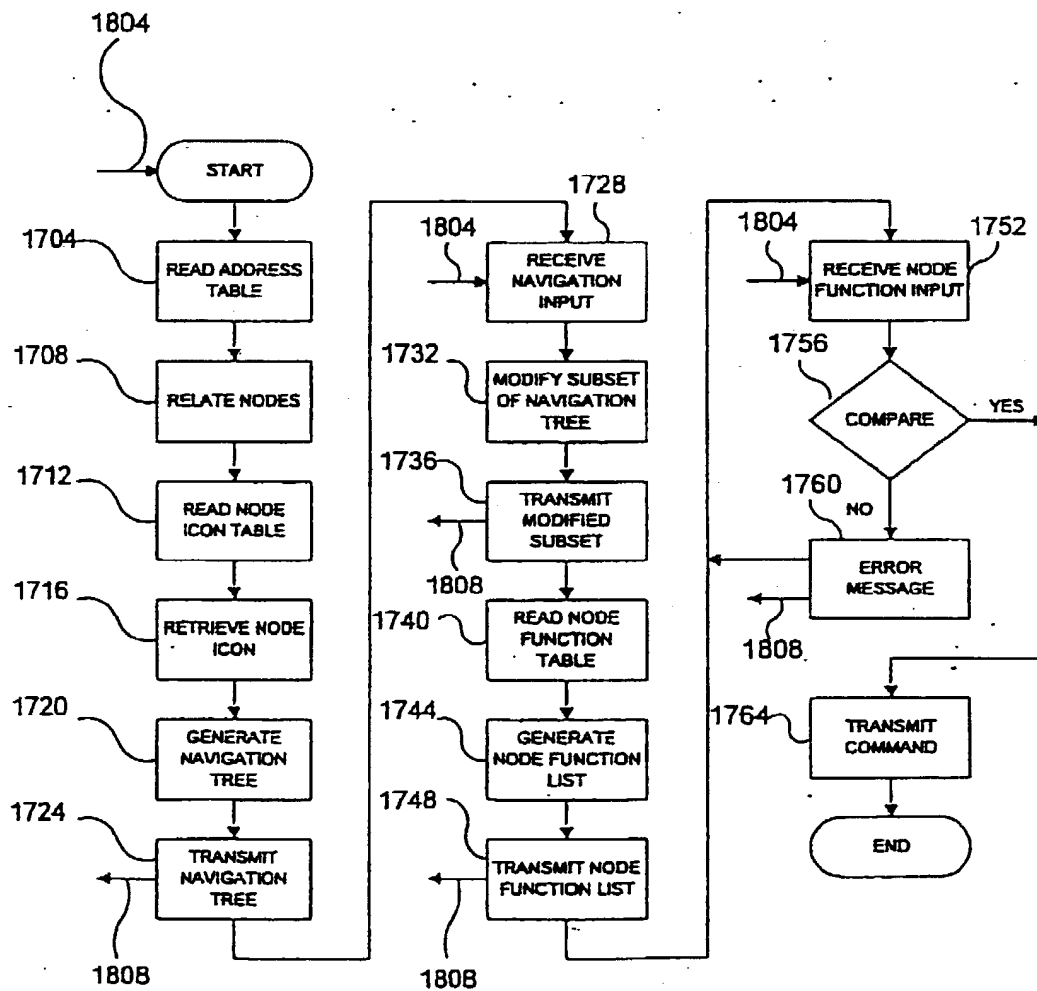 1804
START
1704
READ ADDRESS
TABLE
1708
RELATE NODES
1712
READ NODE
ICON TABLE
1716
RETRIEVE NODE
ICON
1720
GENERATE
NAVIGATION
TREE
1724
TRANSMIT
NAVIGATION
TREE
1808
1728
1804
RECEIVE
NAVIGATION
INPUT
1732
MODIFY SUBSET
OF NAVIGATION
TREE
1736
TRANSMIT
MODIFIED
SUBSET
1808
1740
READ NODE
FUNCTION
TABLE
1744
GENERATE
NODE FUNCTION
LIST
1748
TRANSMIT NODE
FUNCTION LIST
1808
1804
1752
RECEIVE NODE
FUNCTION INPUT
1756
COMPARE
YES
NO
1760
ERROR
MESSAGE
1808
1764
TRANSMIT
COMMAND
END